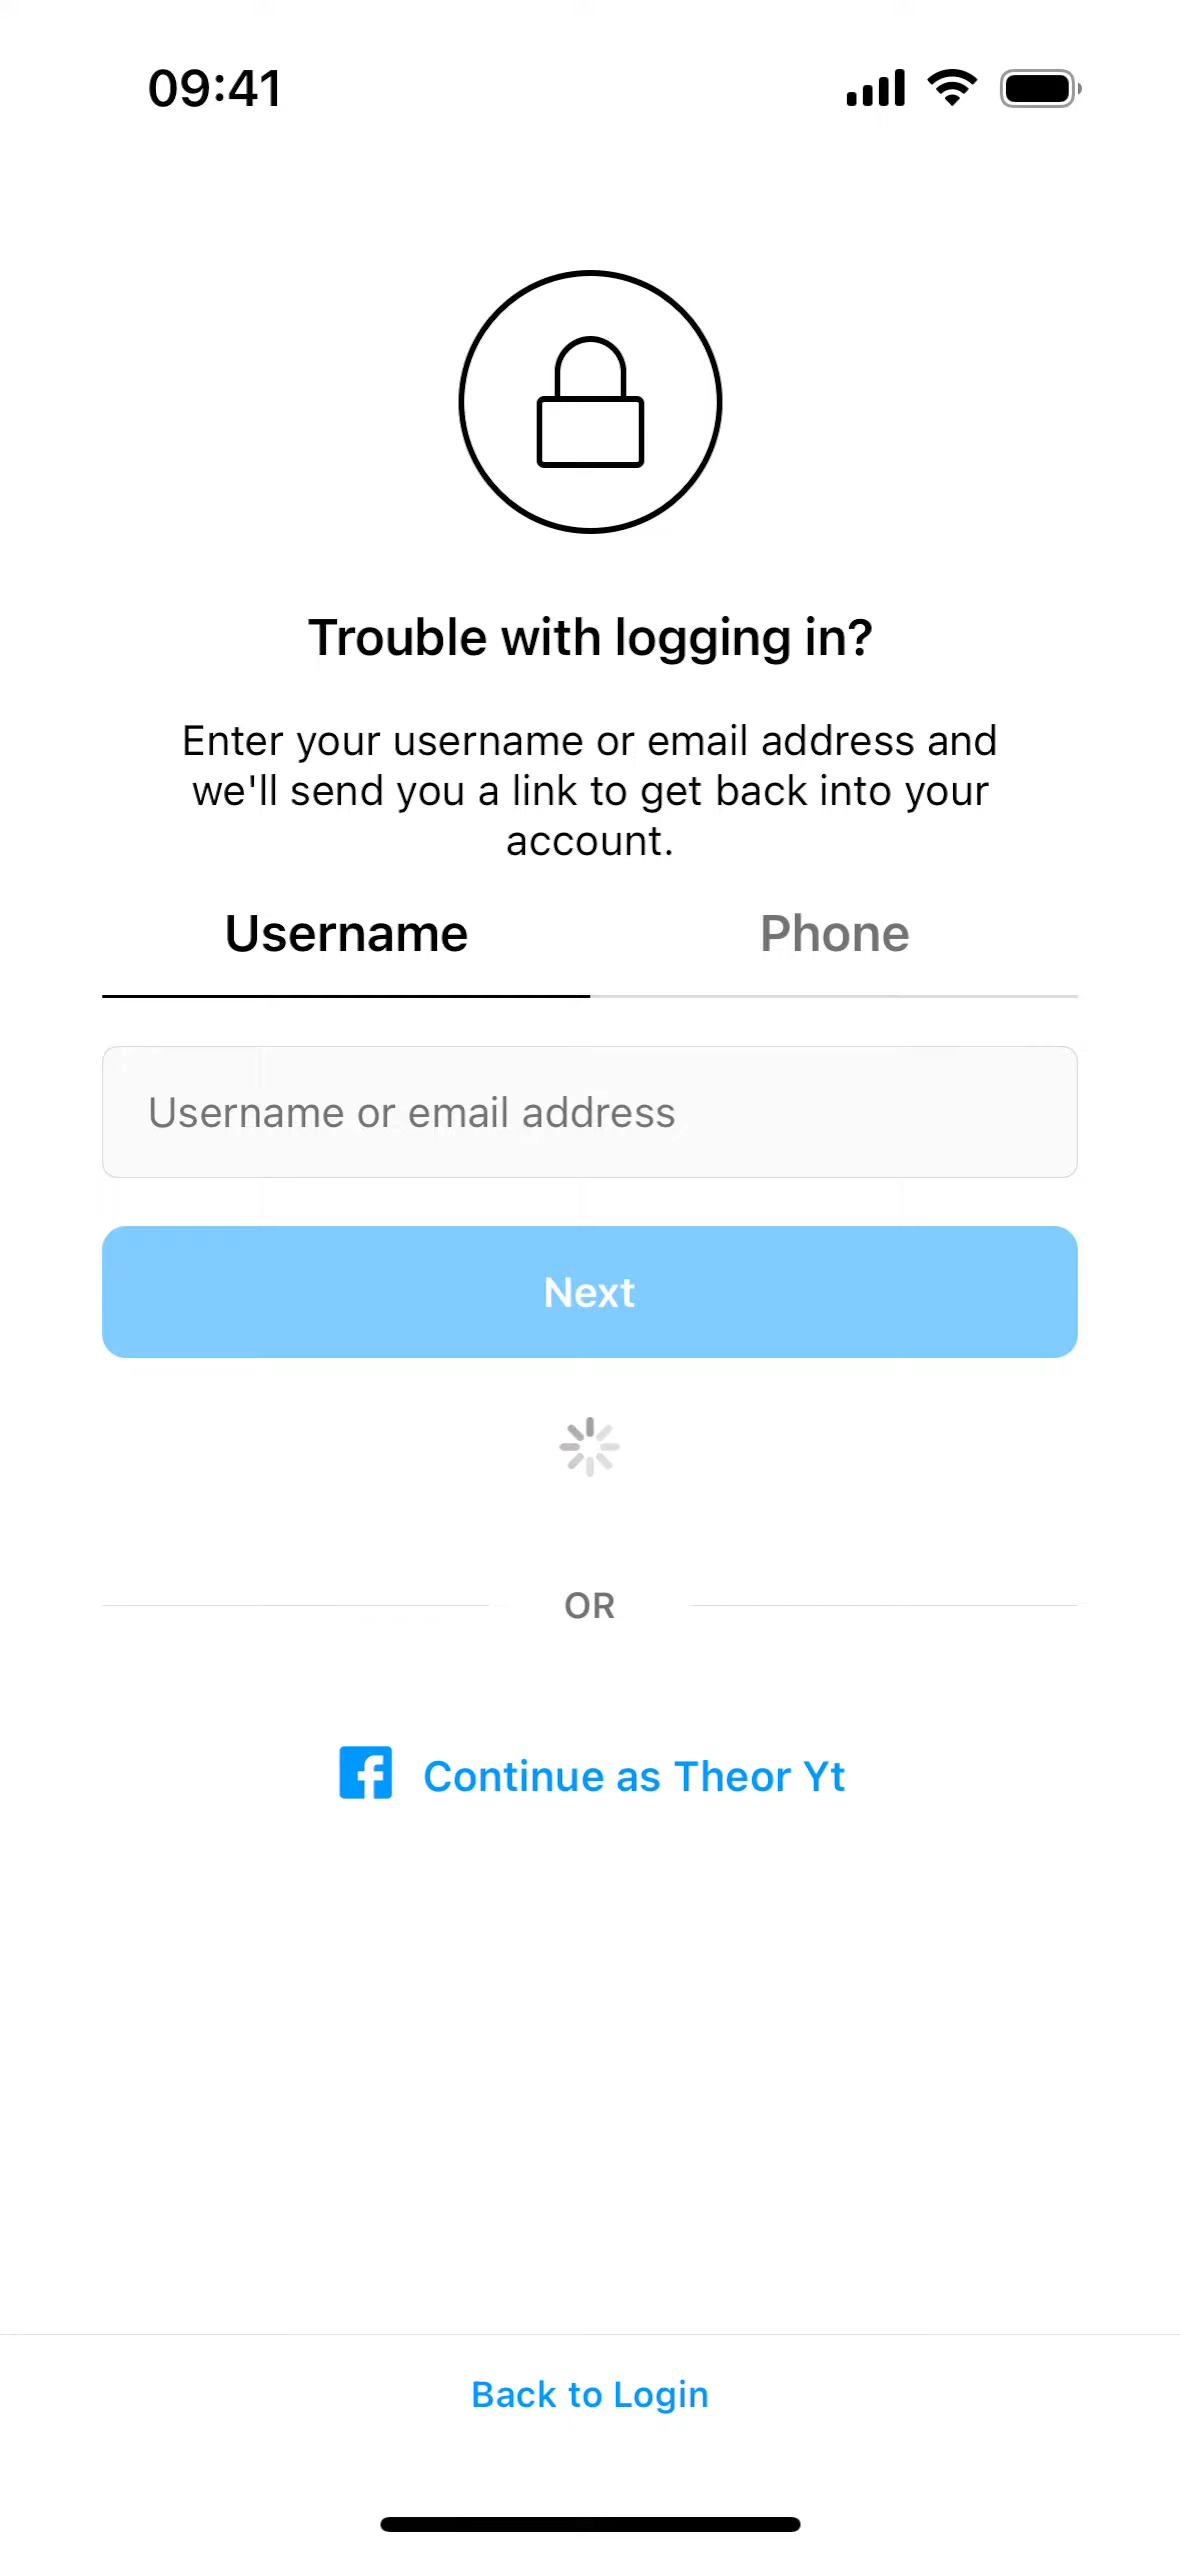 09:41
Trouble with logging in?
Enter your username or email address and
we'll send you a link to get back into your
account.
Username
Phone
Username or email address
Next
OR
Continue as Theor Yt
Back to Login